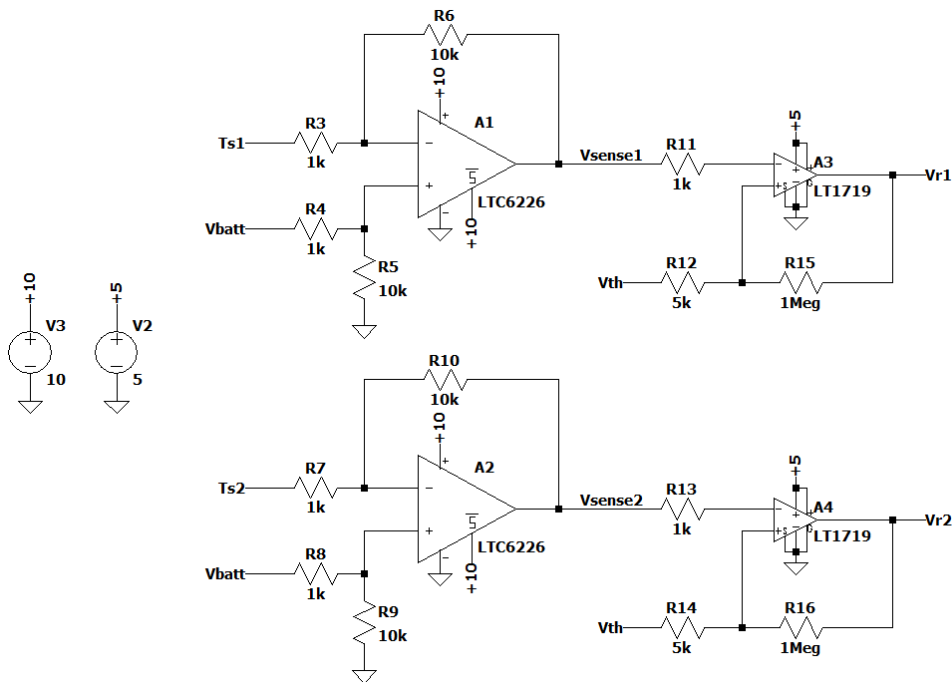 R6
10k
+10
R3
A1
Ts1
1k
Vsense1
R11
1k
+5
A3
LT1719
Vr1
S
LTC6226
+10
R4
Vbatt
1k
R5
10k
Vth
R12
5k
R15
1Meg
+10
V3
10
+5
V2
5
R10
10k
+10
R7
A2
Ts2
1k
Vsense2
R13
1k
+5
A4
LT1719
Vr2
S
LTC6226
+10
R8
Vbatt
1k
R9
10k
Vth
R14
5k
R16
1Meg